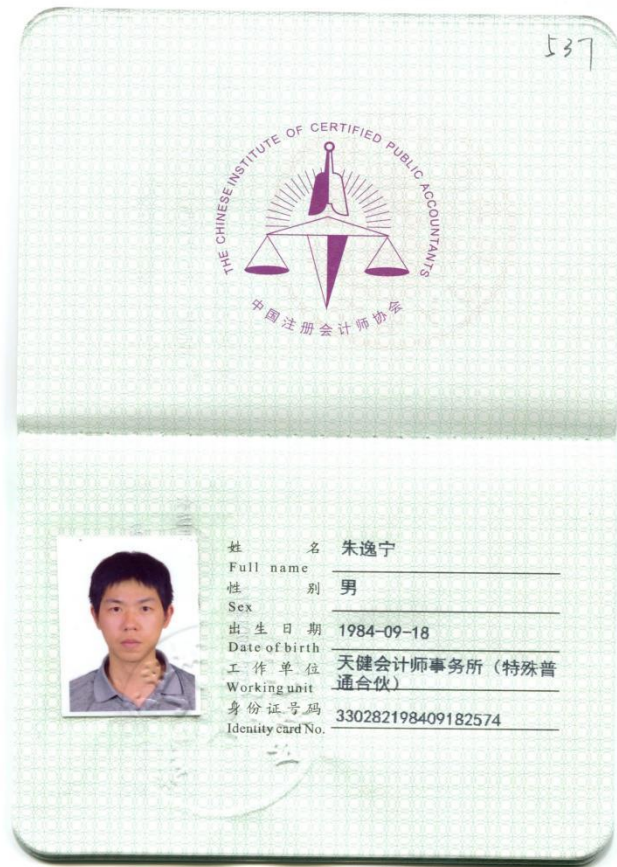 537
THE CHINESE INSTITUTE OF CERTIFIED PUBLIC ACCOUNTANTS
中国注册会计师协会
姓 名 朱逸宁
Full name
性 别 男
Sex
出生日期 1984-09-18
Date of birth
工作单位 天健会计师事务所（特殊普
Working unit 通合伙）
身份证号码 330282198409182574
Identity card No.